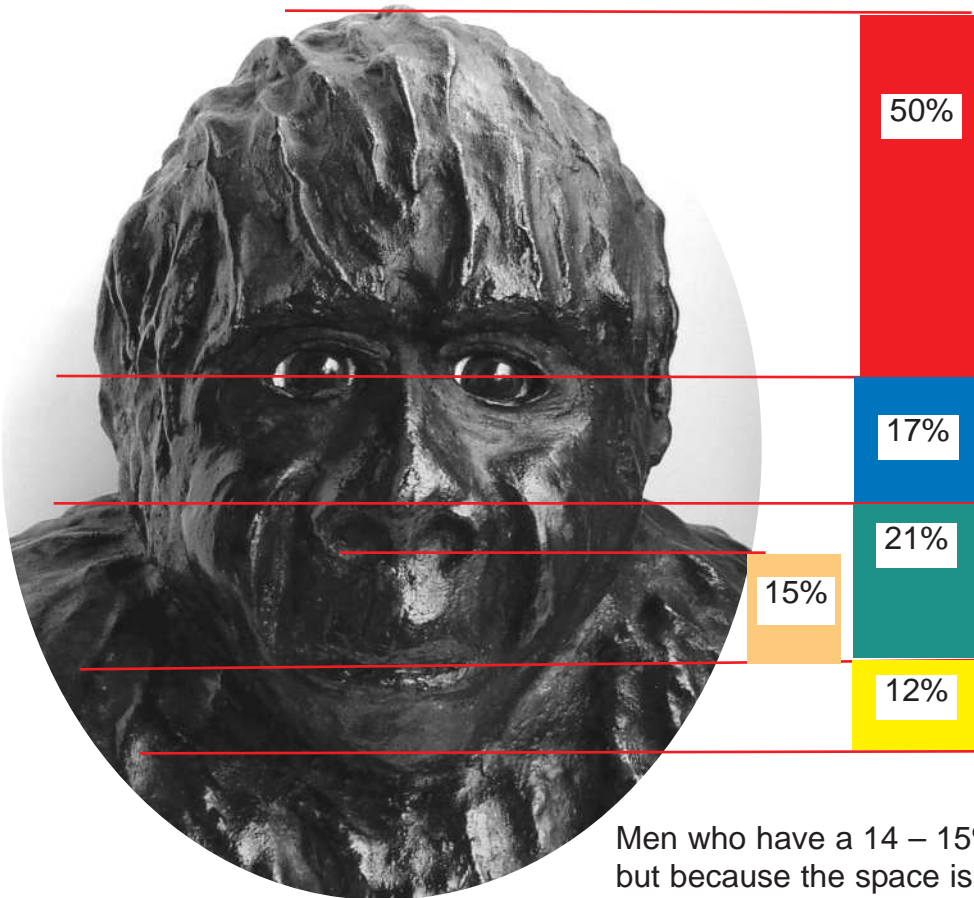 50%
17%
21%
15%
12%
Men who have a 14 – 15
but because the space is